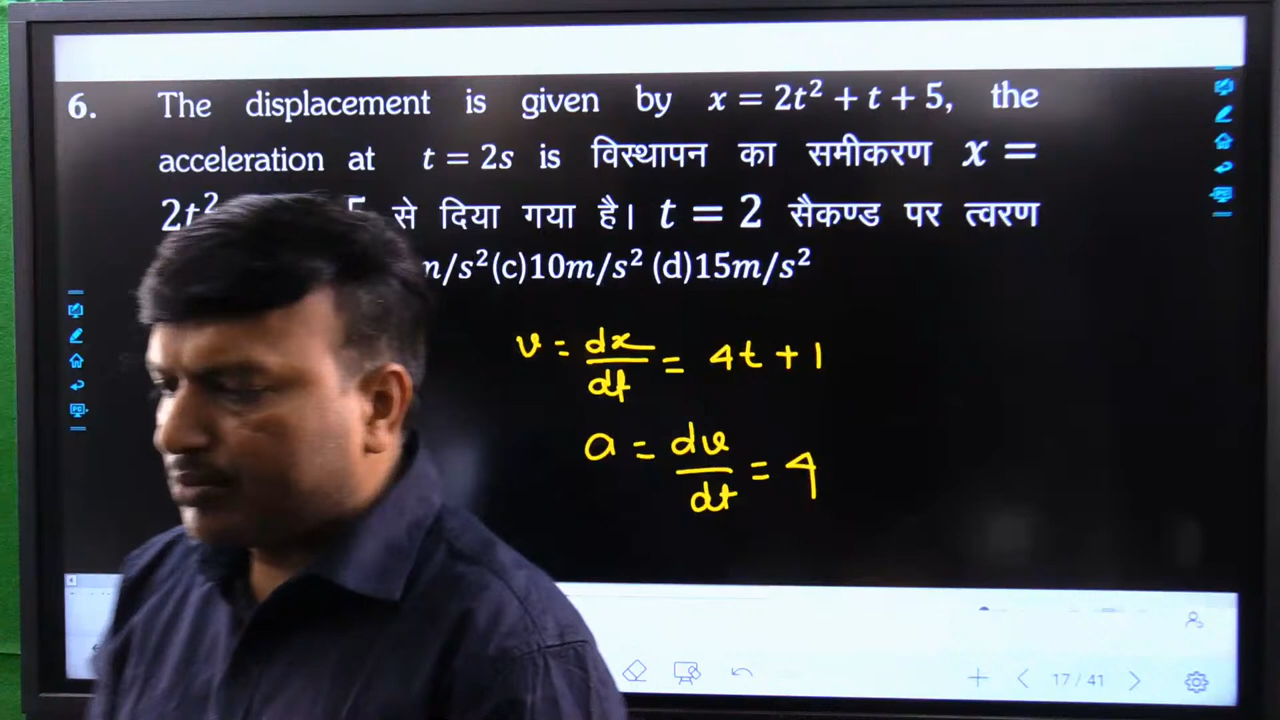 6. The displacement is given by x = 2t² + t + 5, the
acceleration at t = 2s is विस्थापन का समीकरण x =
2t² 5 से दिया गया है। t = 2 सैकण्ड पर त्वरण
m/s² (c)10m/s² (d)15m/s²
v = dx/dt = 4t + 1
a = dv/dt = 4
17 / 41